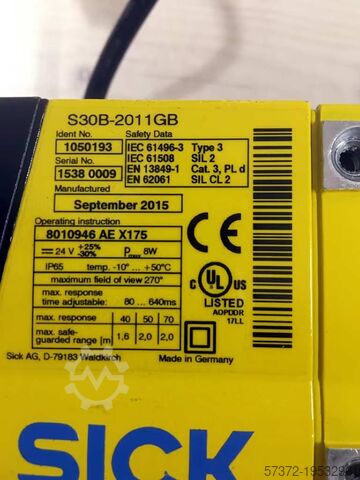 S30B-2011GB
Ident No. Safety Data
1050193 IEC 61496-3 Type 3
Serial No. IEC 61508 SIL 2
1538 0009 EN 13849-1 Cat. 3, PL d
Manufactured EN 62061 SIL CL 2
September 2015
Operating instruction
8010946 AE X175
⎓ 24 V +25% -30% Pmax 8W
IP65 temp. -10° ... +50°C
maximum field of view 270°
max. response
time adjustable: 80 ... 640ms
max. response 40 50 70
max. safe-
guarded range [m] 1,6 2,0 2,0
CE
C UL US
LISTED
AOPDDR
17LL
Sick AG, D-79183 Waldkirch Made in Germany
SICK
57372-1953290